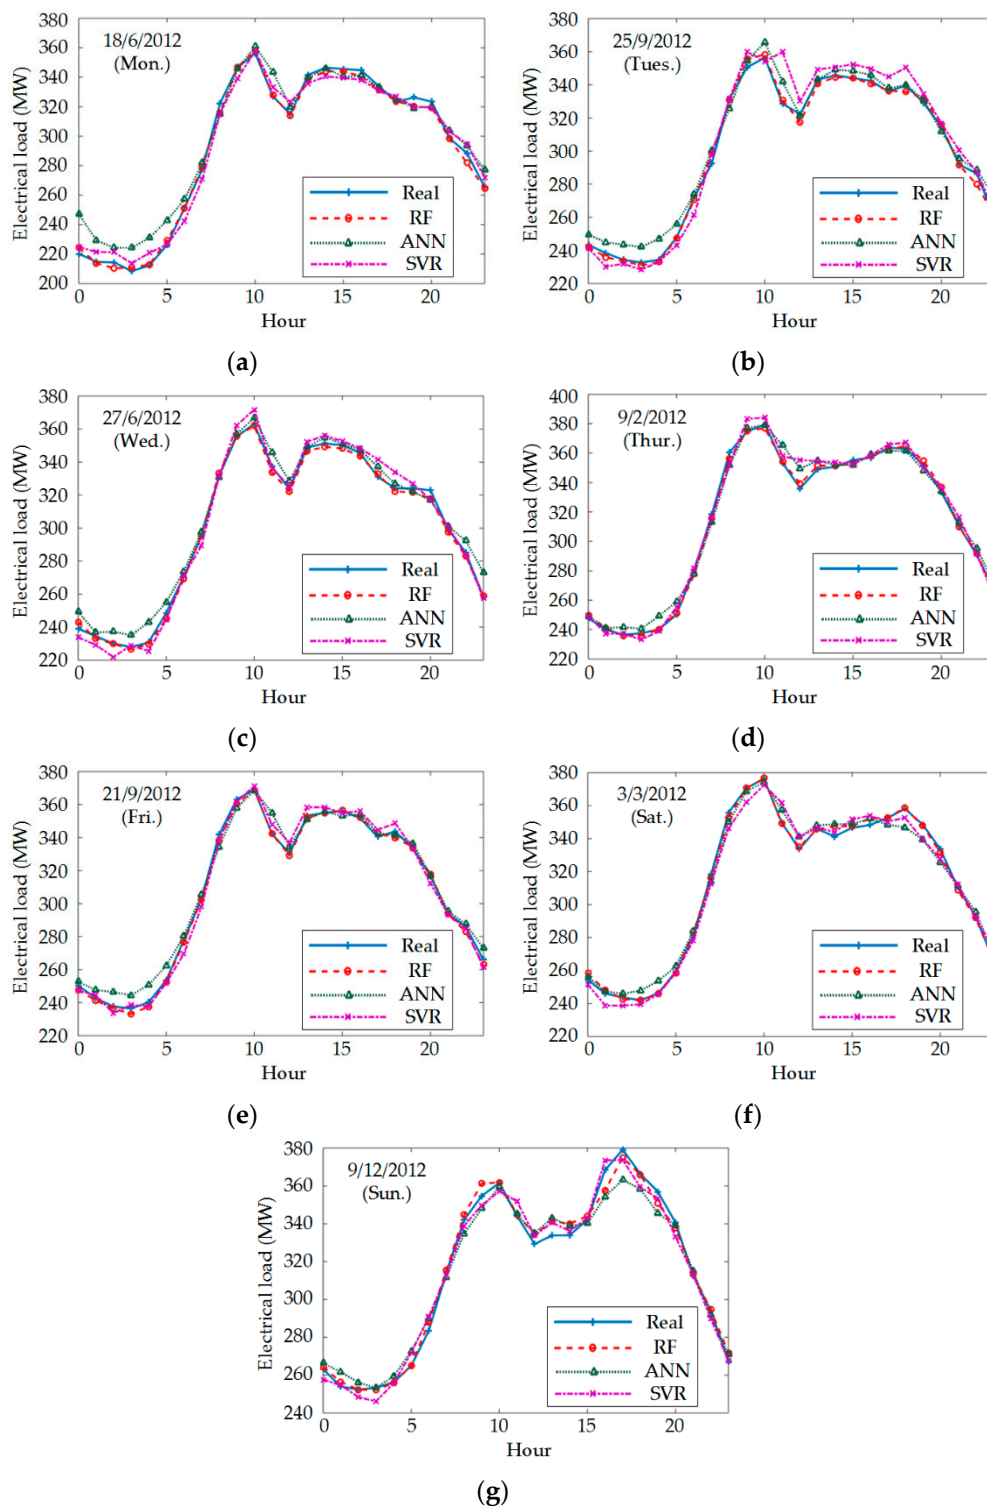 380
360
340
320
300
280
260
240
220
200
Electrical load (MW)
18/6/2012
(Mon.)
Real
RF
ANN
SVR
0 5 10 15 20
Hour
(a)
380
360
340
320
300
280
260
240
220
Electrical load (MW)
25/9/2012
(Tues.)
Real
RF
ANN
SVR
0 5 10 15 20
Hour
(b)
380
360
340
320
300
280
260
240
220
Electrical load (MW)
27/6/2012
(Wed.)
Real
RF
ANN
SVR
0 5 10 15 20
Hour
(c)
400
380
360
340
320
300
280
260
240
220
Electrical load (MW)
9/2/2012
(Thur.)
Real
RF
ANN
SVR
0 5 10 15 20
Hour
(d)
380
360
340
320
300
280
260
240
220
Electrical load (MW)
21/9/2012
(Fri.)
Real
RF
ANN
SVR
0 5 10 15 20
Hour
(e)
380
360
340
320
300
280
260
240
220
Electrical load (MW)
3/3/2012
(Sat.)
Real
RF
ANN
SVR
0 5 10 15 20
Hour
(f)
380
360
340
320
300
280
260
240
Electrical load (MW)
9/12/2012
(Sun.)
Real
RF
ANN
SVR
0 5 10 15 20
Hour
(g)